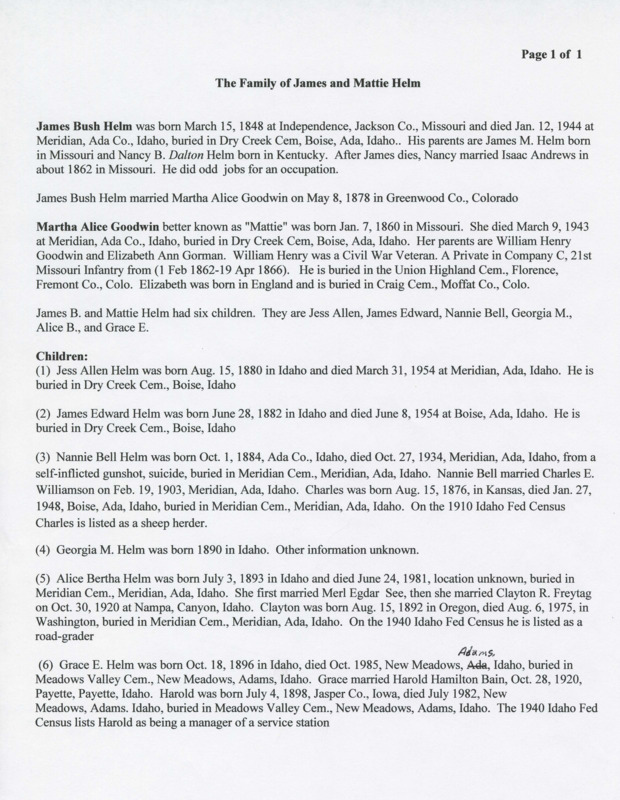 Page 1 of 1
The Family of James and Mattie Helm
James Bush Helm was born March 15, 1848 at Independence, Jackson Co., Missouri and died Jan. 12, 1944 at
Meridian, Ada Co., Idaho, buried in Dry Creek Cem, Boise, Ada, Idaho.. His parents are James M. Helm born
in Missouri and Nancy B. Dalton Helm born in Kentucky. After James dies, Nancy married Isaac Andrews in
about 1862 in Missouri. He did odd jobs for an occupation.
James Bush Helm married Martha Alice Goodwin on May 8, 1878 in Greenwood Co., Colorado
Martha Alice Goodwin better known as "Mattie" was born Jan. 7, 1860 in Missouri. She died March 9, 1943
at Meridian, Ada Co., Idaho, buried in Dry Creek Cem, Boise, Ada, Idaho. Her parents are William Henry
Goodwin and Elizabeth Ann Gorman. William Henry was a Civil War Veteran. A Private in Company C, 21st
Missouri Infantry from (1 Feb 1862-19 Apr 1866). He is buried in the Union Highland Cem., Florence,
Fremont Co., Colo. Elizabeth was born in England and is buried in Craig Cem., Moffat Co., Colo.
James B. and Mattie Helm had six children. They are Jess Allen, James Edward, Nannie Bell, Georgia M.,
Alice B., and Grace E.
Children:
(1) Jess Allen Helm was born Aug. 15, 1880 in Idaho and died March 31, 1954 at Meridian, Ada, Idaho. He is
buried in Dry Creek Cem., Boise, Idaho
(2) James Edward Helm was born June 28, 1882 in Idaho and died June 8, 1954 at Boise, Ada, Idaho. He is
buried in Dry Creek Cem., Boise, Idaho
(3) Nannie Bell Helm was born Oct. 1, 1884, Ada Co., Idaho, died Oct. 27, 1934, Meridian, Ada, Idaho, from a
self-inflicted gunshot, suicide, buried in Meridian Cem., Meridian, Ada, Idaho. Nannie Bell married Charles E.
Williamson on Feb. 19, 1903, Meridian, Ada, Idaho. Charles was born Aug. 15, 1876, in Kansas, died Jan. 27,
1948, Boise, Ada, Idaho, buried in Meridian Cem., Meridian, Ada, Idaho. On the 1910 Idaho Fed Census
Charles is listed as a sheep herder.
(4) Georgia M. Helm was born 1890 in Idaho. Other information unknown.
(5) Alice Bertha Helm was born July 3, 1893 in Idaho and died June 24, 1981, location unknown, buried in
Meridian Cem., Meridian, Ada, Idaho. She first married Merl Egdar See, then she married Clayton R. Freytag
on Oct. 30, 1920 at Nampa, Canyon, Idaho. Clayton was born Aug. 15, 1892 in Oregon, died Aug. 6, 1975, in
Washington, buried in Meridian Cem., Meridian, Ada, Idaho. On the 1940 Idaho Fed Census he is listed as a
road-grader
Adams,
(6) Grace E. Helm was born Oct. 18, 1896 in Idaho, died Oct. 1985, New Meadows, Ada, Idaho, buried in
Meadows Valley Cem., New Meadows, Adams, Idaho. Grace married Harold Hamilton Bain, Oct. 28, 1920,
Payette, Payette, Idaho. Harold was born July 4, 1898, Jasper Co., Iowa, died July 1982, New
Meadows, Adams. Idaho, buried in Meadows Valley Cem., New Meadows, Adams, Idaho. The 1940 Idaho Fed
Census lists Harold as being a manager of a service station